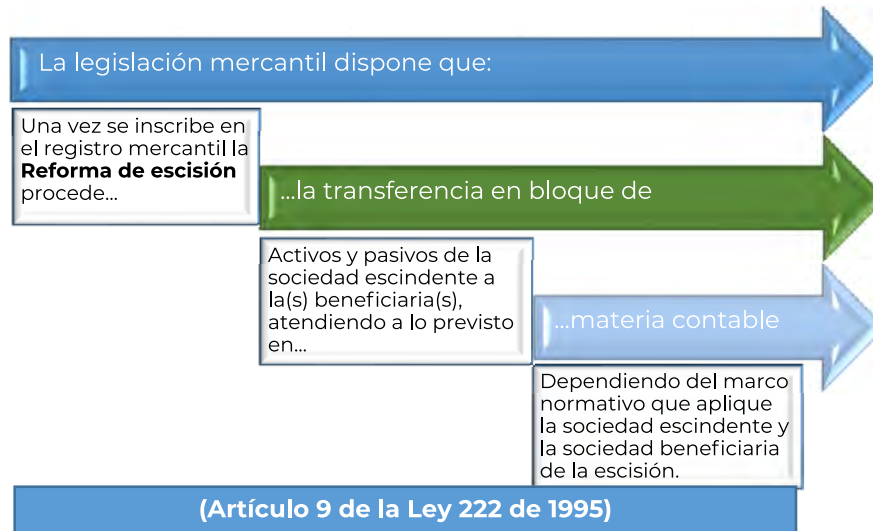 La legislación mercantil dispone que:
Una vez se inscribe en
el registro mercantil la
Reforma de escisión
procede...
...la transferencia en bloque de
Activos y pasivos de la
sociedad escindente a
la(s) beneficiaria(s),
atendiendo a lo previsto
en...
...materia contable
Dependiendo del marco
normativo que aplique
la sociedad escindente y
la sociedad beneficiaria
de la escisión.
(Artículo 9 de la Ley 222 de 1995)